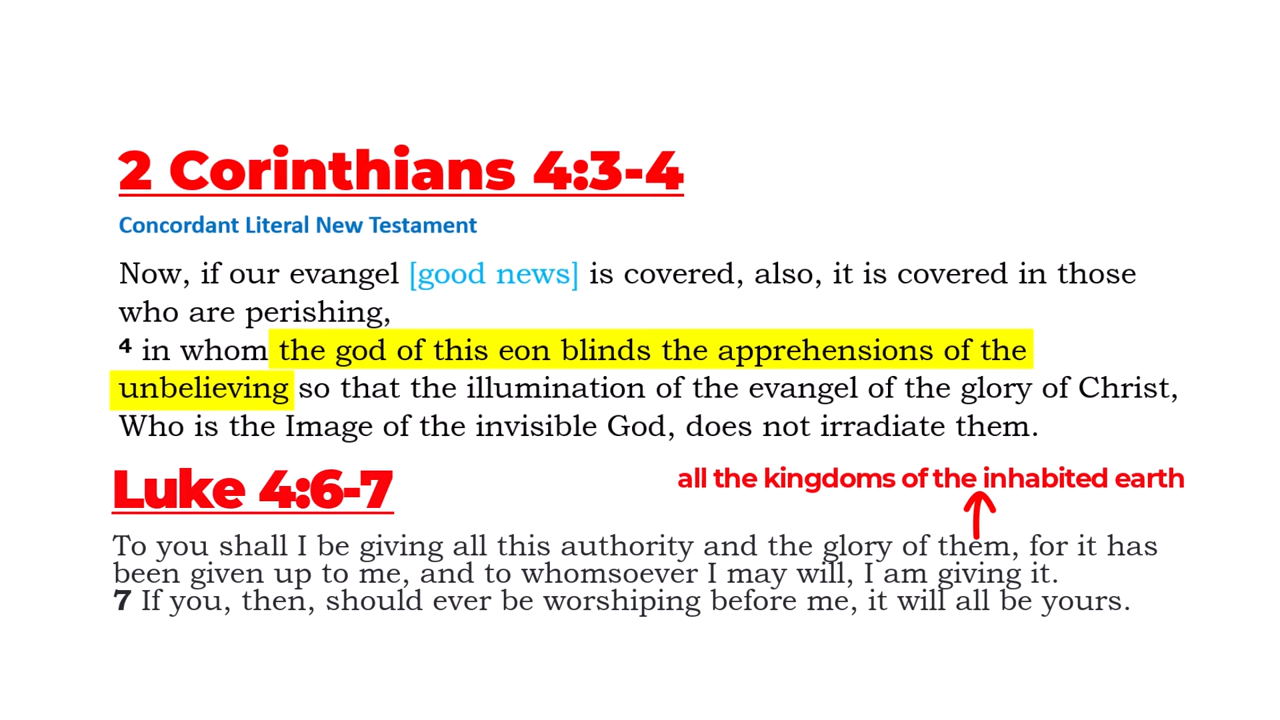 2 Corinthians 4:3-4
Concordant Literal New Testament
Now, if our evangel [good news] is covered, also, it is covered in those
who are perishing,
4 in whom the god of this eon blinds the apprehensions of the
unbelieving so that the illumination of the evangel of the glory of Christ,
Who is the Image of the invisible God, does not irradiate them.
Luke 4:6-7
all the kingdoms of the inhabited earth
To you shall I be giving all this authority and the glory of them, for it has
been given up to me, and to whomsoever I may will, I am giving it.
7 If you, then, should ever be worshiping before me, it will all be yours.